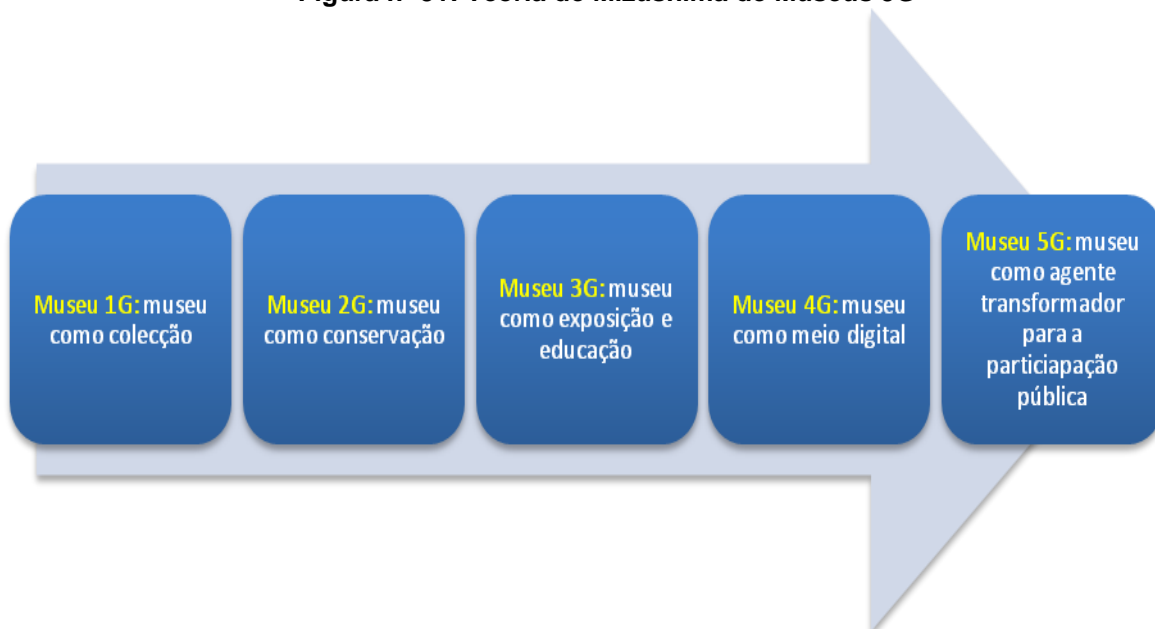 Museu 1G: museu
como colecção
Museu 2G: museu
como conservação
Museu 3G: museu
como exposição e
educação
Museu 4G: museu
como meio digital
Museu 5G: museu
como agente
transformador
para a
particiapação
pública